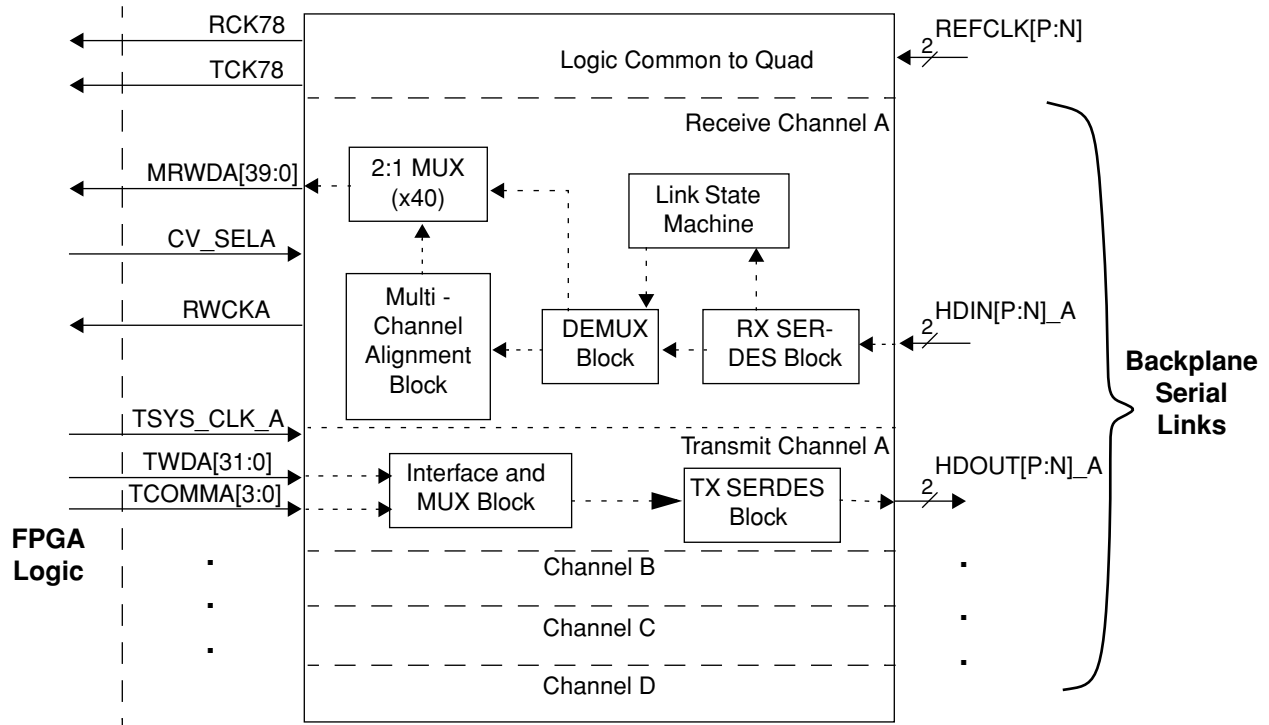 RCK78
REFCLK[P:N]
2
Logic Common to Quad
TCK78
Receive Channel A
MRWDA[39:0]
2:1 MUX
(x40)
Link State
Machine
CV_SELA
Multi -
Channel
Alignment
Block
RWCKA
DEMUX
Block
RX SER-
DES Block
HDIN[P:N]_A
2
Backplane
Serial
Links
TSYS_CLK_A
Transmit Channel A
TWDA[31:0]
TCOMMA[3:0]
Interface and
MUX Block
TX SERDES
Block
HDOUT[P:N]_A
2
FPGA
Logic
Channel B
Channel C
Channel D